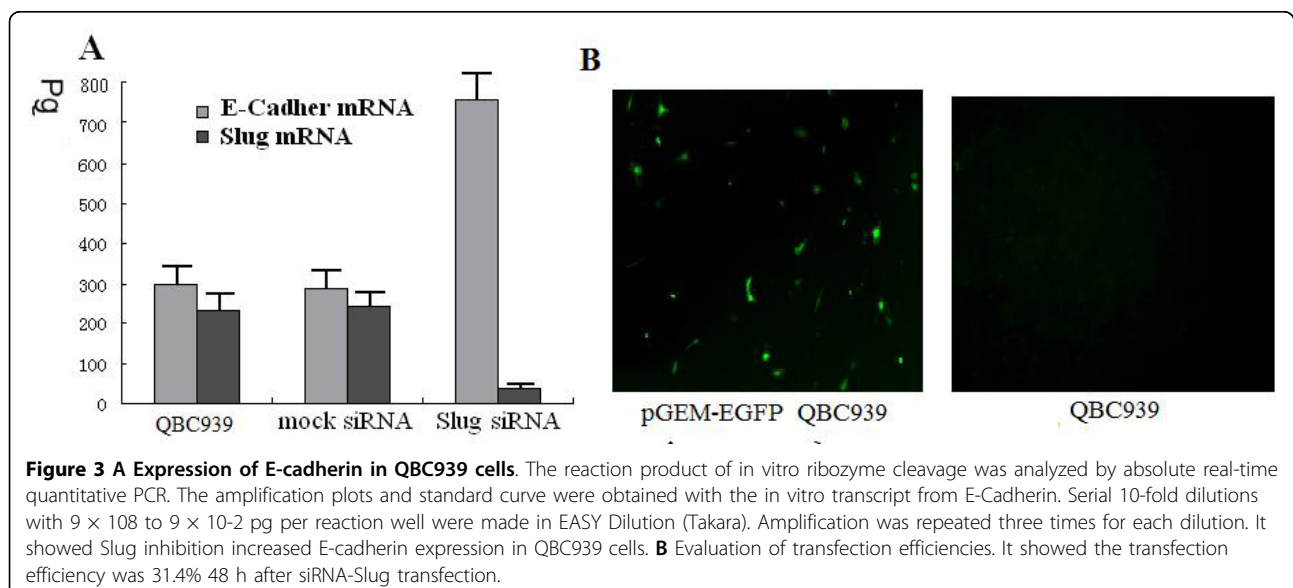 A
B
Pg
800
700
600
500
400
300
200
100
0
E-Cadher mRNA
Slug mRNA
QBC939 mock siRNA Slug siRNA
pGEM-EGFP QBC939
QBC939
Figure 3 A Expression of E-cadherin in QBC939 cells. The reaction product of in vitro ribozyme cleavage was analyzed by absolute real-time
quantitative PCR. The amplification plots and standard curve were obtained with the in vitro transcript from E-Cadherin. Serial 10-fold dilutions
with 9 × 108 to 9 × 10-2 pg per reaction well were made in EASY Dilution (Takara). Amplification was repeated three times for each dilution. It
showed Slug inhibition increased E-cadherin expression in QBC939 cells. B Evaluation of transfection efficiencies. It showed the transfection
efficiency was 31.4% 48 h after siRNA-Slug transfection.